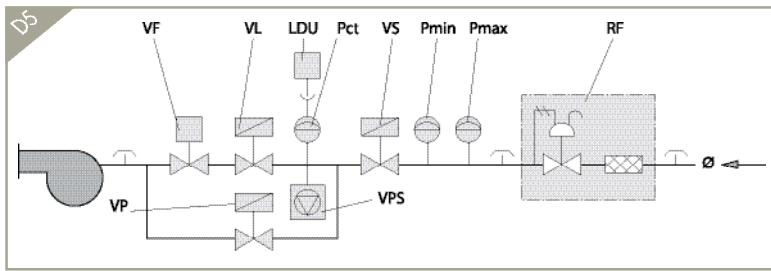 D5
VF VL LDU Pct VS Pmin Pmax RF
Ø
VP VPS